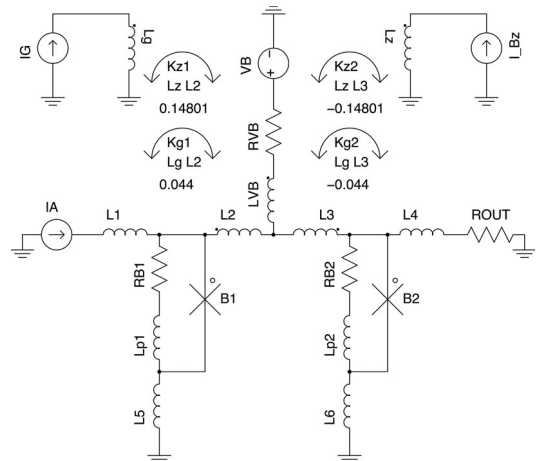 IG
Lg
Kz1
Lz L2
0.14801
Kg1
Lg L2
0.044
VB
RVB
LVB
Kz2
Lz L3
−0.14801
Kg2
Lg L3
−0.044
Lz
I_Bz
IA
L1
L2
L3
L4
ROUT
RB1
B1
Lp1
L5
RB2
B2
Lp2
L6